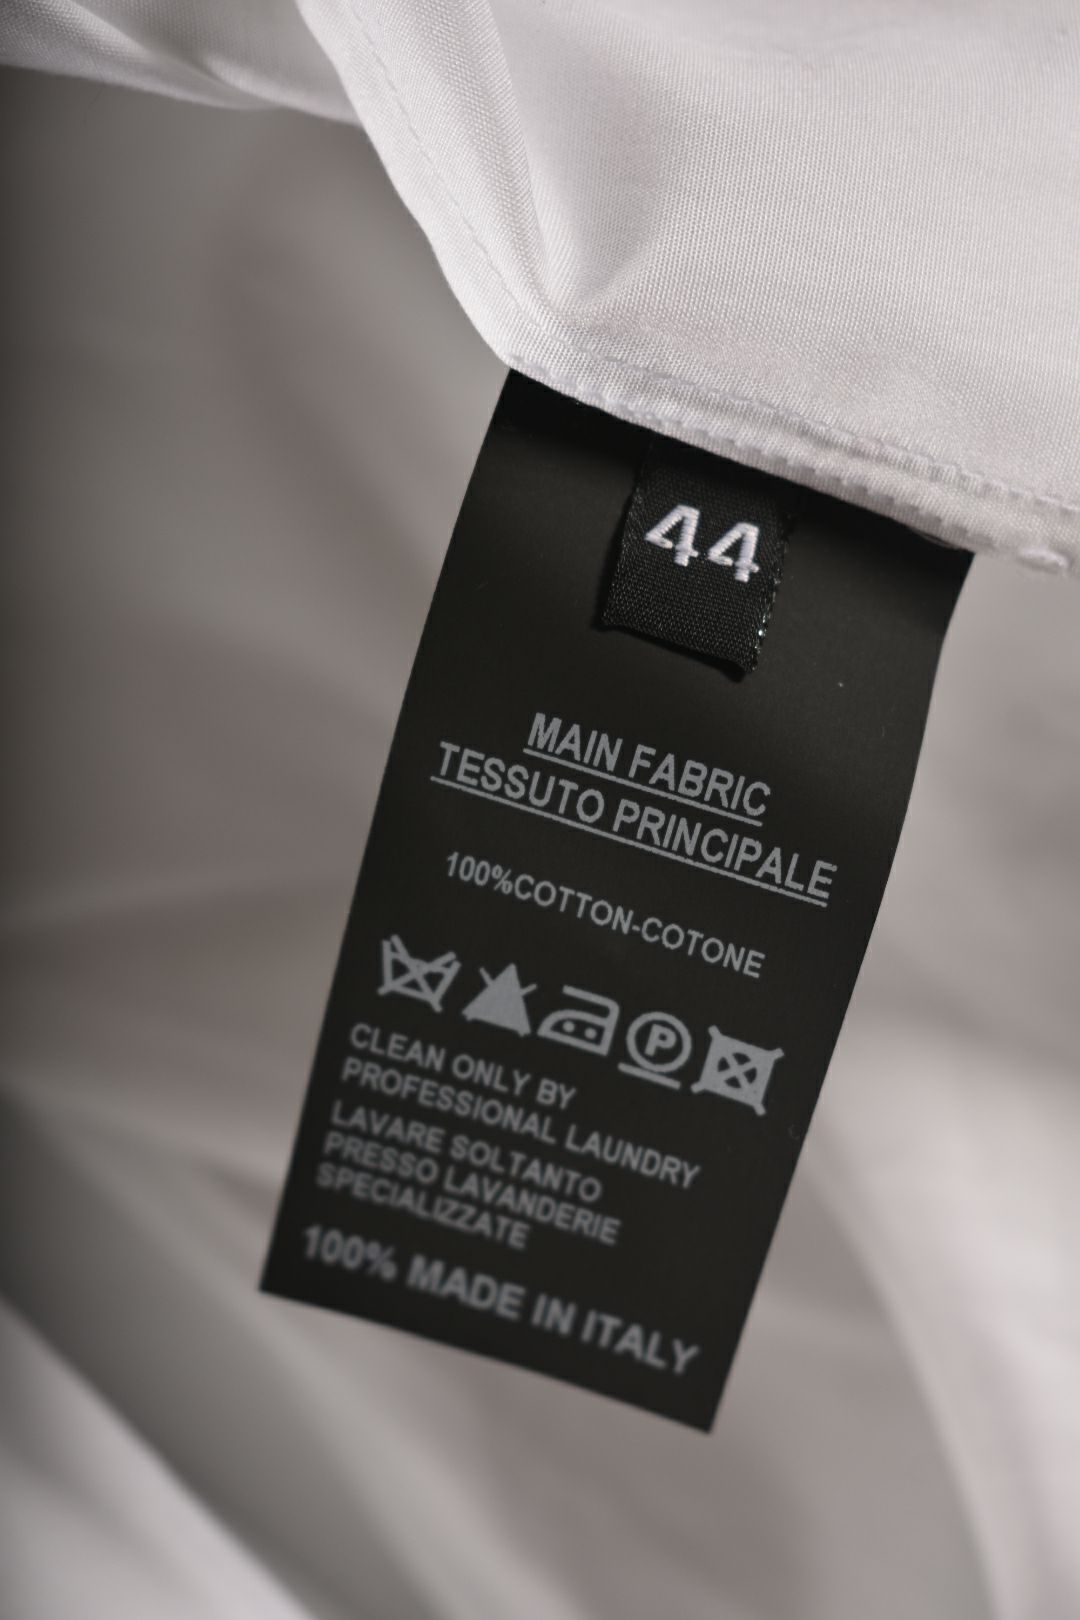 44
MAIN FABRIC
TESSUTO PRINCIPALE
100%COTTON-COTONE
P
CLEAN ONLY BY
PROFESSIONAL LAUNDRY
LAVARE SOLTANTO
PRESSO LAVANDERIE
SPECIALIZZATE
100% MADE IN ITALY